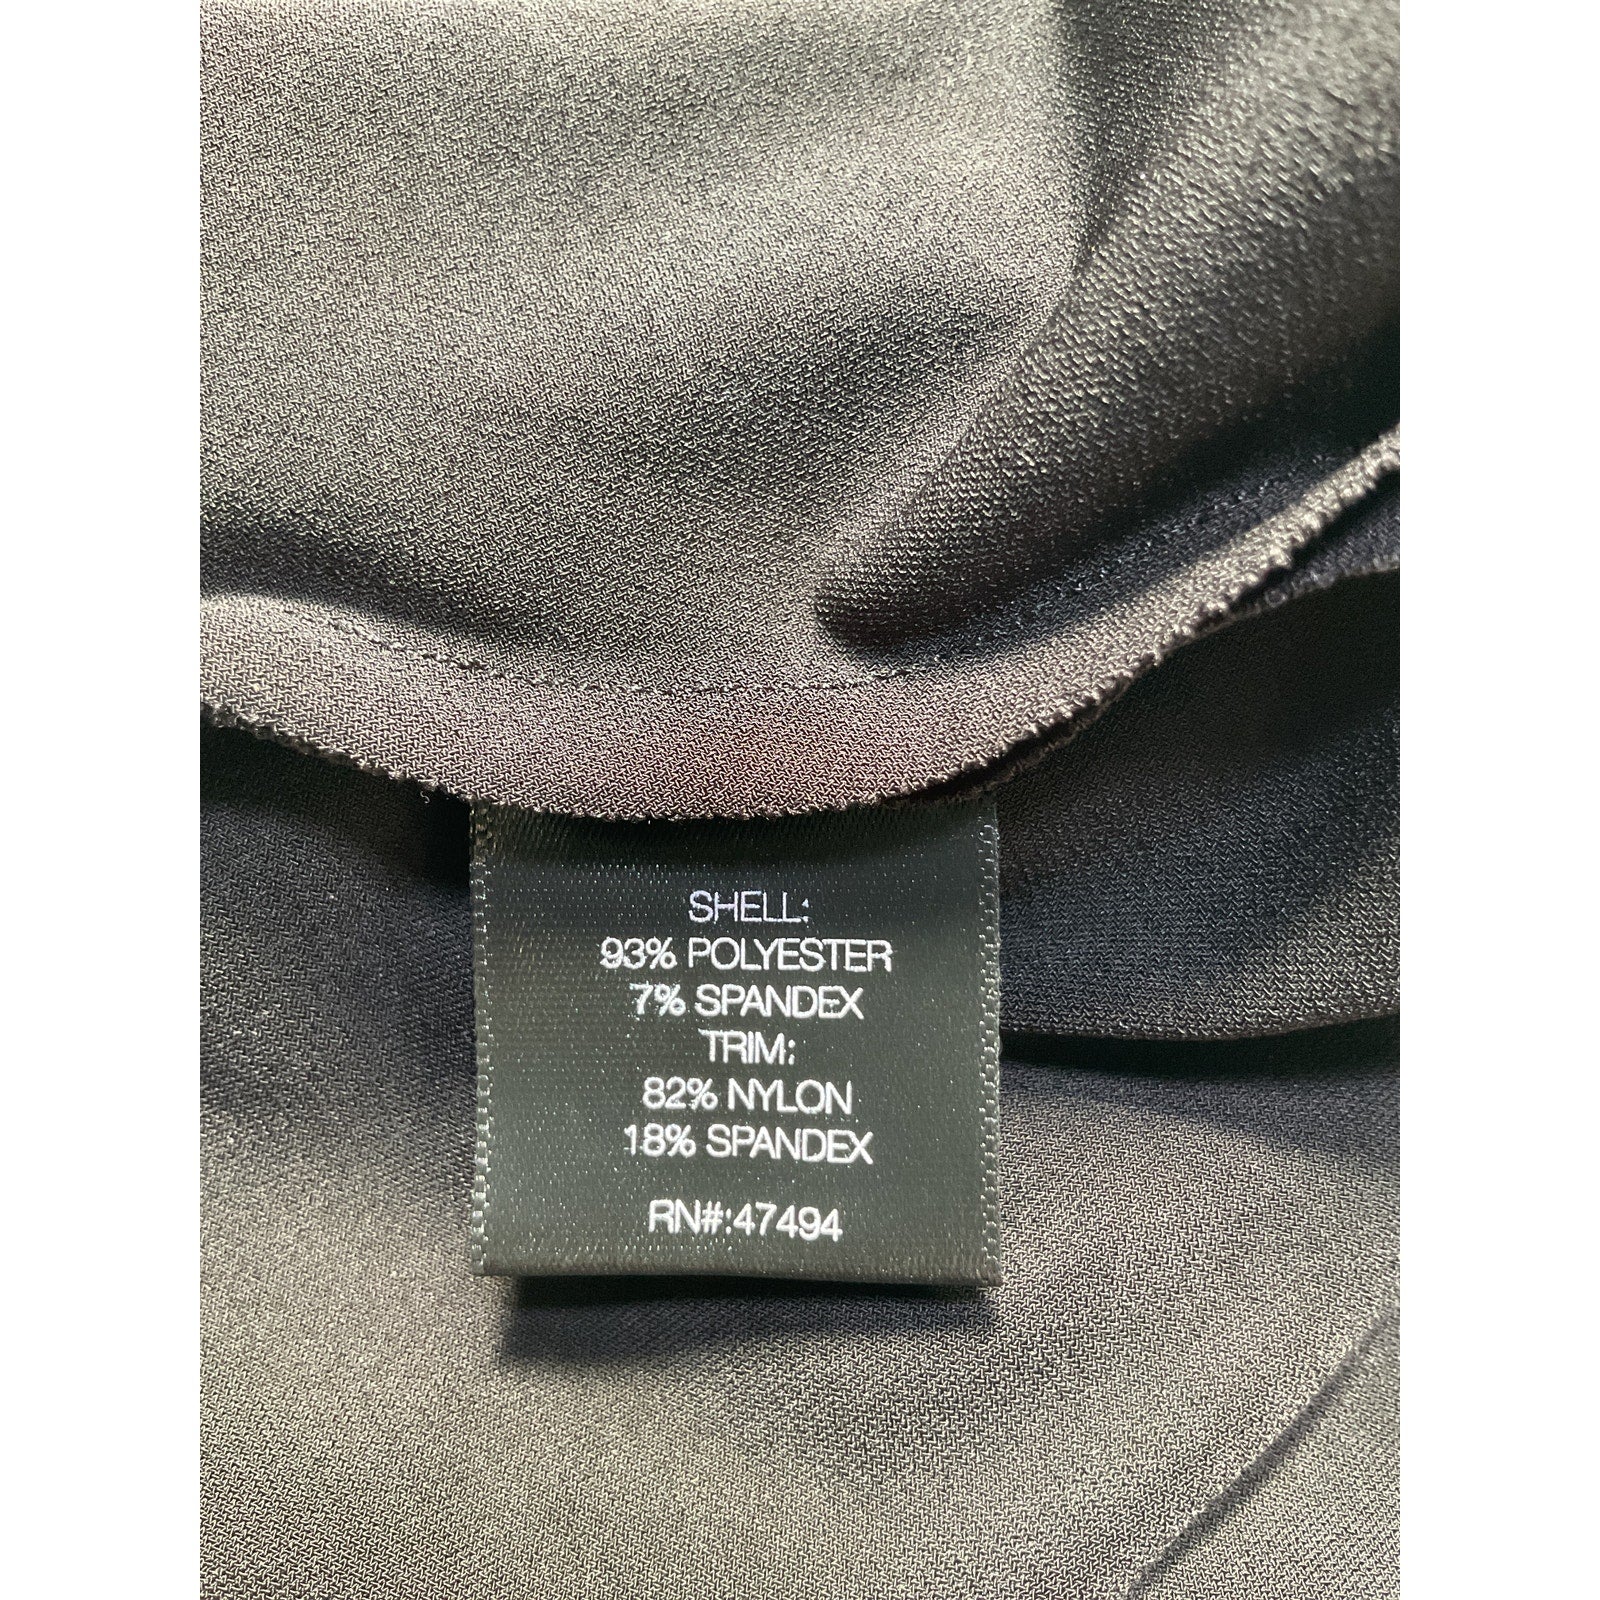 SHELL:
93% POLYESTER
7% SPANDEX
TRIM:
82% NYLON
18% SPANDEX
RN#:47494